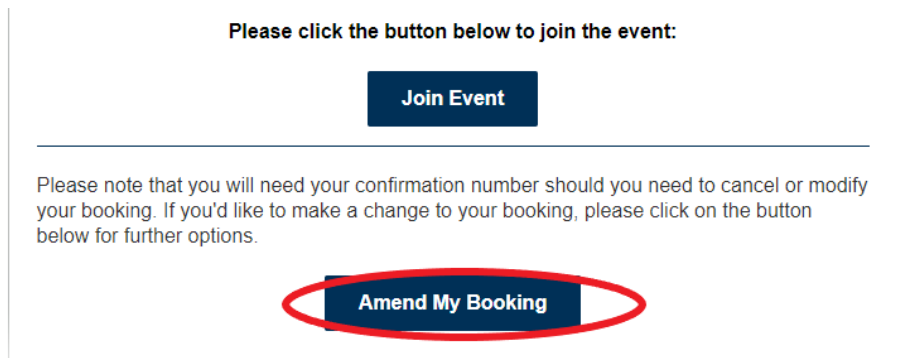 Please click the button below to join the event:
Join Event
Please note that you will need your confirmation number should you need to cancel or modify
your booking. If you'd like to make a change to your booking, please click on the button
below for further options.
Amend My Booking